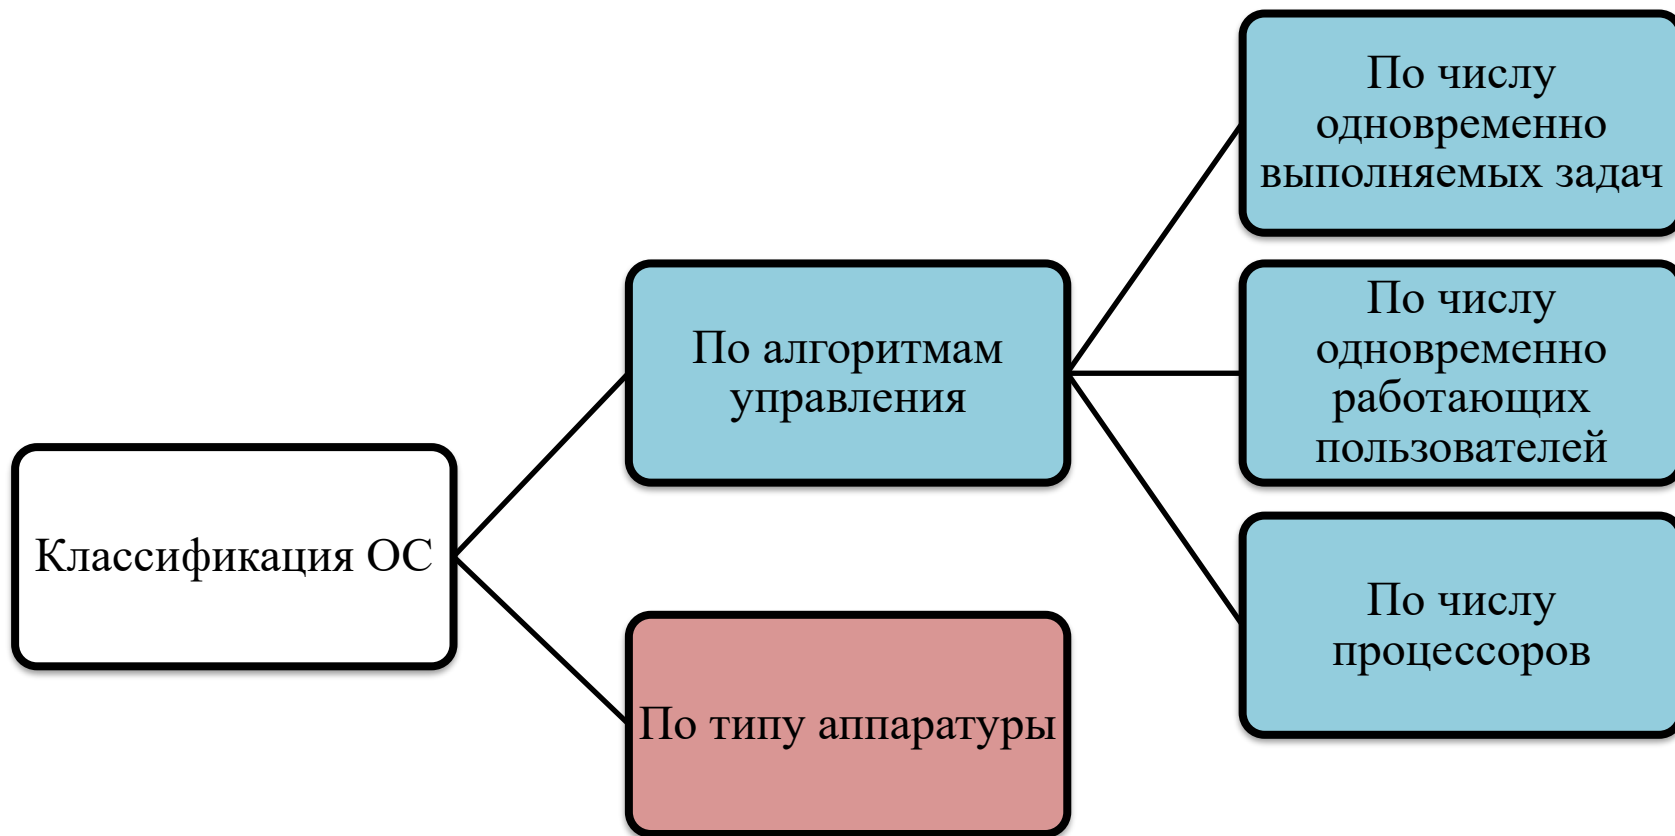 Классификация ОС
По алгоритмам
управления
По типу аппаратуры
По числу
одновременно
выполняемых задач
По числу
одновременно
работающих
пользователей
По числу
процессоров